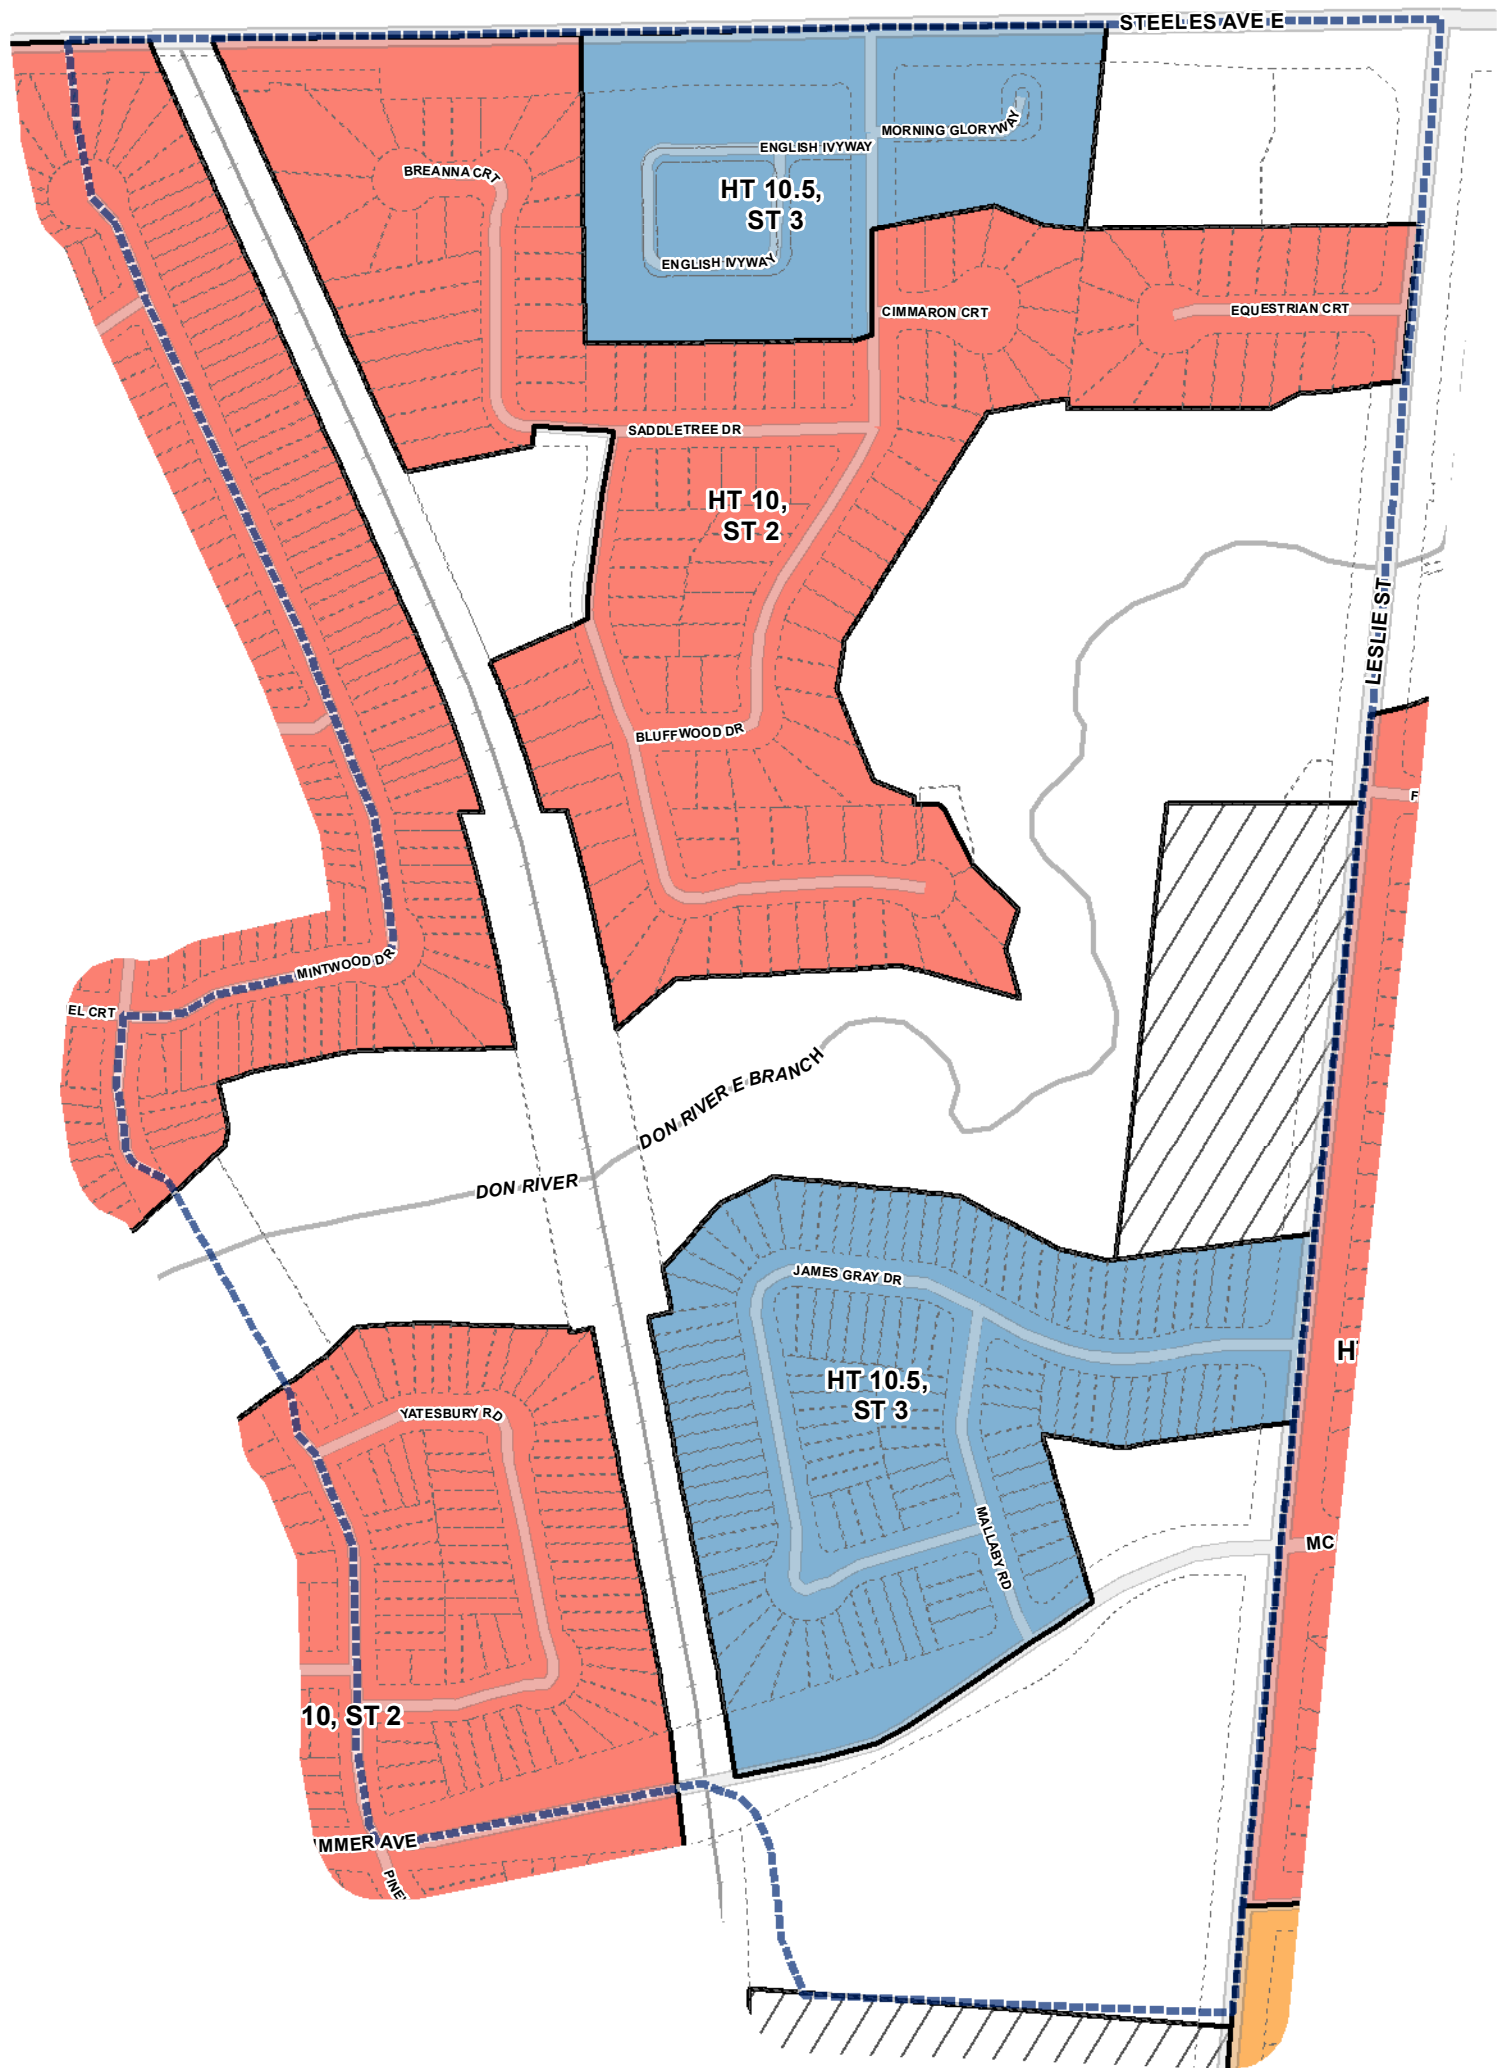 STEELES AVE E
MORNING GLORYWAY
ENGLISH IVYWAY
BREANNA CRT
HT 10.5,
ST 3
ENGLISH IVYWAY
EQUESTRIAN CRT
CIMMARON CRT
SADDLETREE DR
HT 10,
ST 2
LESLIE ST
BLUFFWOOD DR
F
MINTWOOD DR
EL CRT
DON RIVER E BRANCH
DON RIVER
JAMES GRAY DR
H
HT 10.5,
ST 3
YATESBURY RD
MC
MALLABY RD
10, ST 2
MMER AVE
PINE